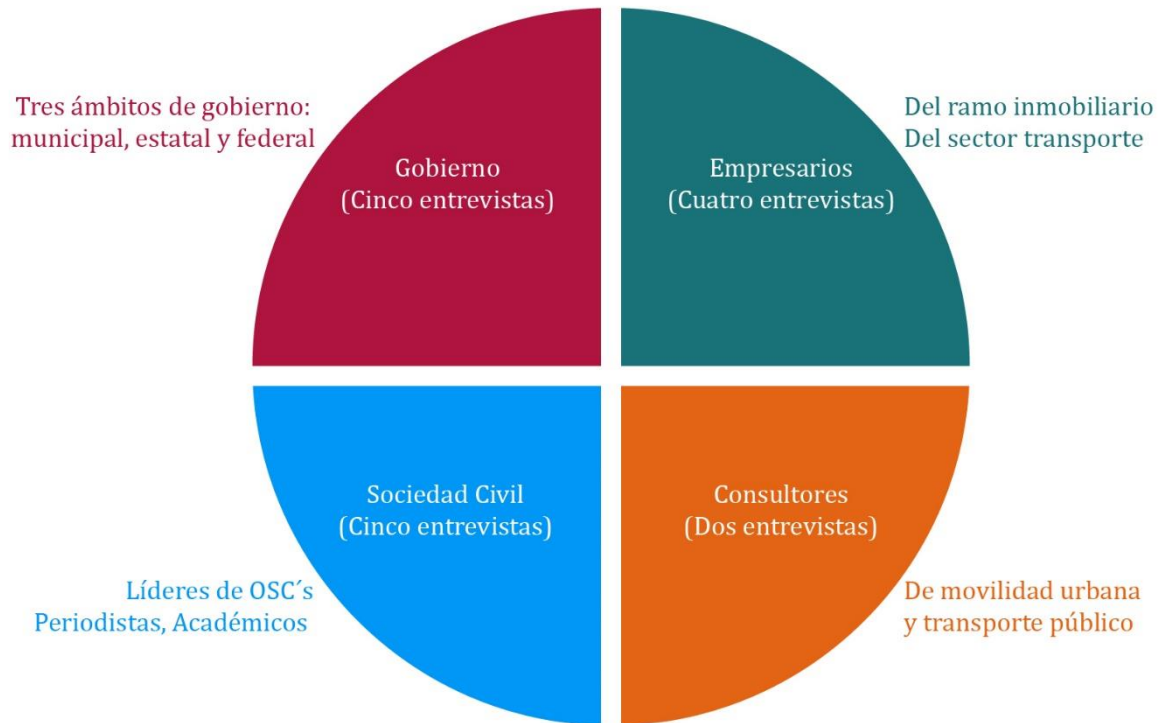 Tres ámbitos de gobierno:
municipal, estatal y federal
Gobierno
(Cinco entrevistas)
Empresarios
(Cuatro entrevistas)
Del ramo inmobiliario
Del sector transporte
Sociedad Civil
(Cinco entrevistas)
Líderes de OSC´s
Periodistas, Académicos
Consultores
(Dos entrevistas)
De movilidad urbana
y transporte público